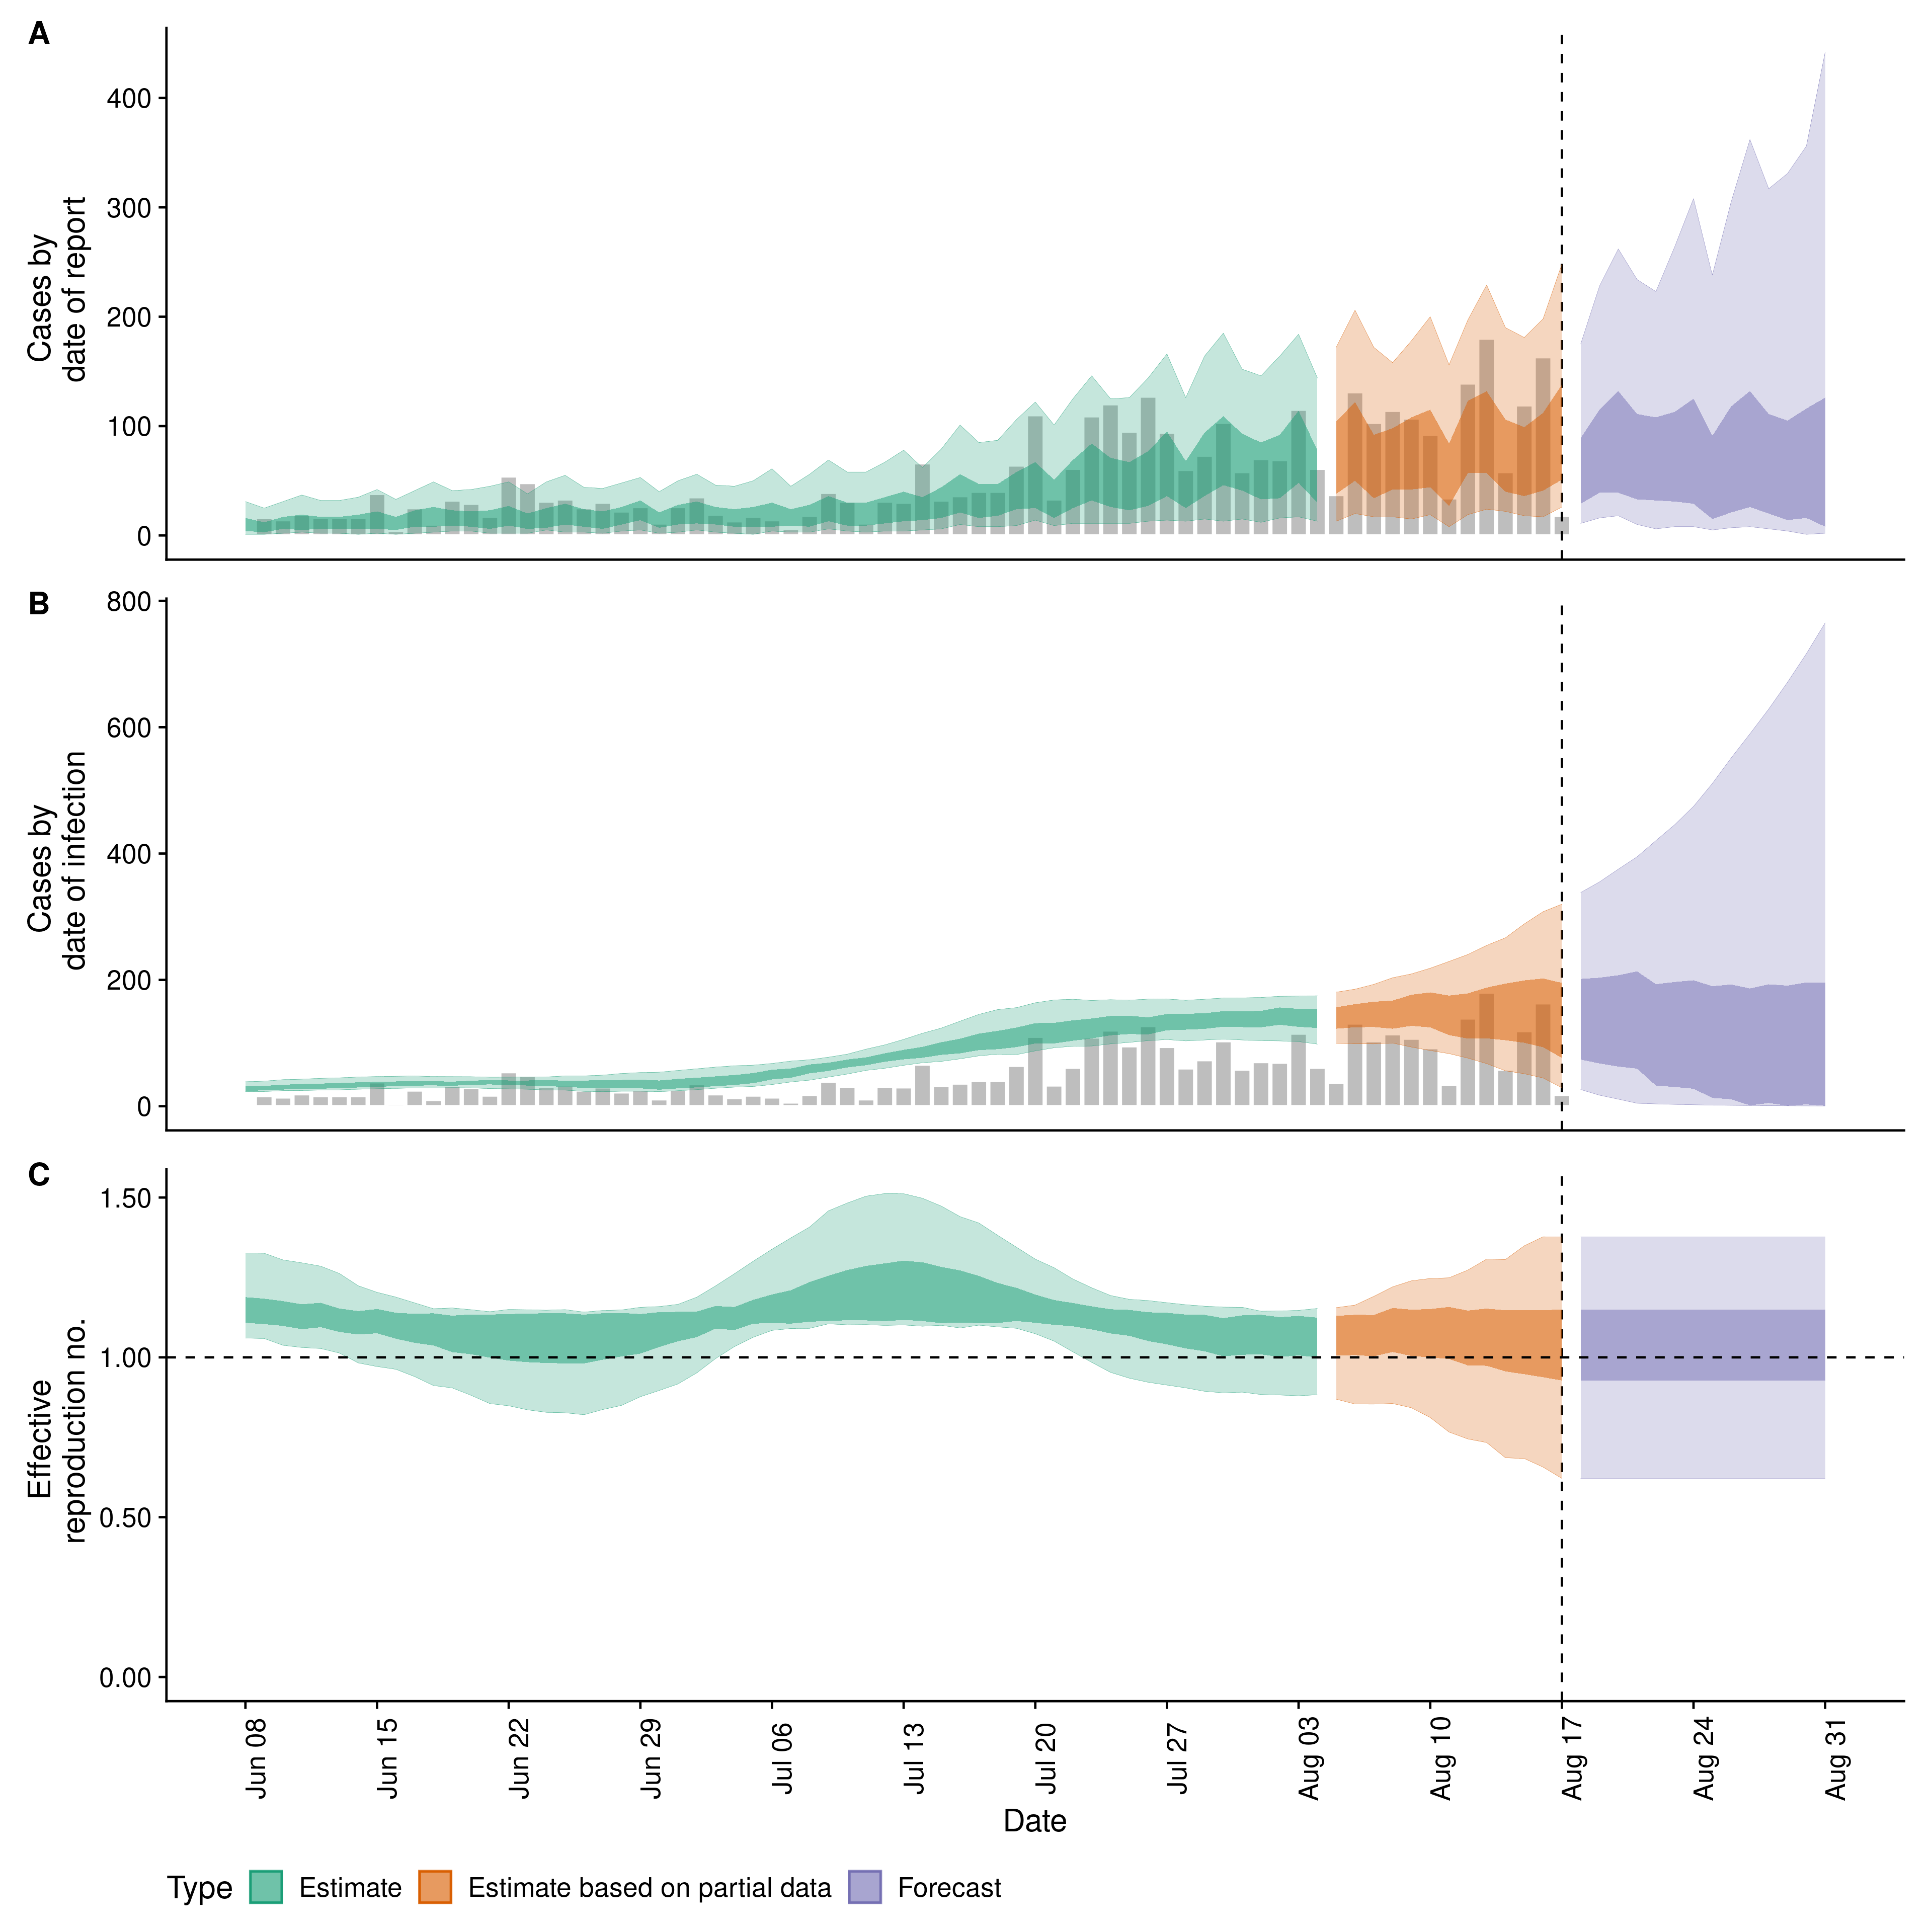 A
Cases by
date of report
400
300
200
100
0
B
Cases by
date of infection
800
600
400
200
0
C
Effective
reproduction no.
1.50
1.00
0.50
0.00
Jun 08
Jun 15
Jun 22
Jun 29
Jul 06
Jul 13
Jul 20
Jul 27
Aug 03
Aug 10
Aug 17
Aug 24
Aug 31
Date
Type Estimate Estimate based on partial data Forecast